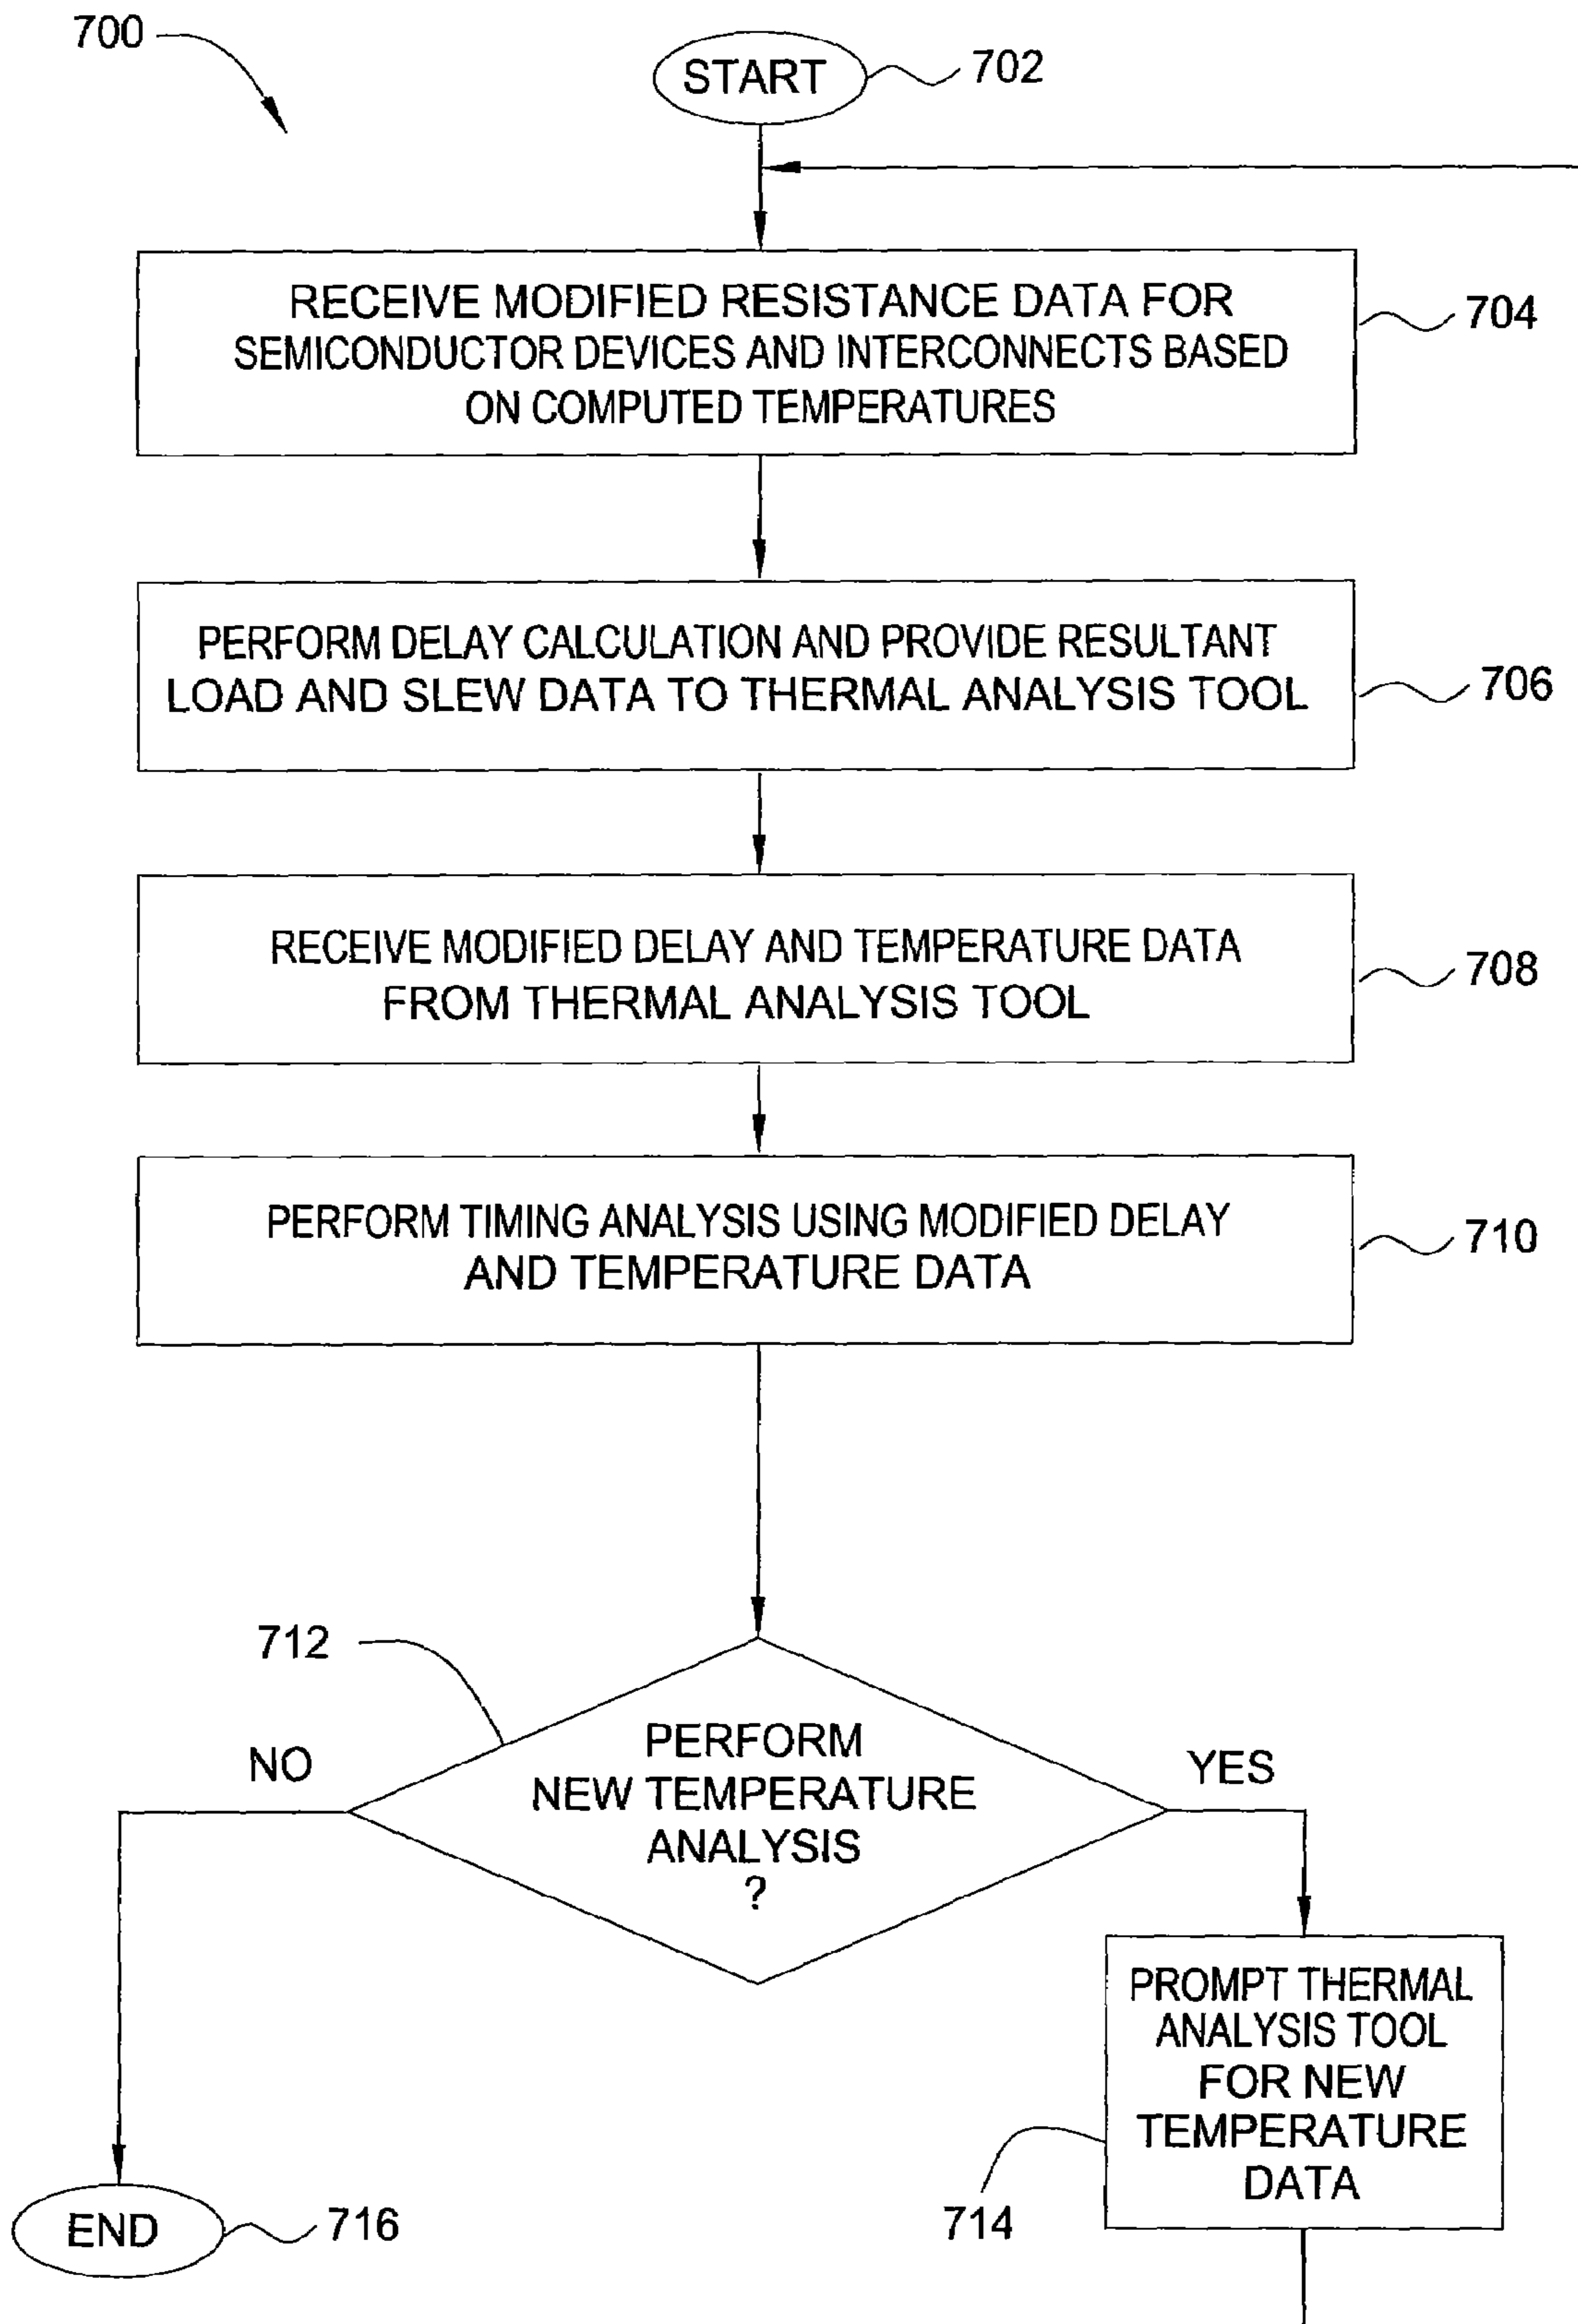 700
START
702
RECEIVE MODIFIED RESISTANCE DATA FOR
SEMICONDUCTOR DEVICES AND INTERCONNECTS BASED
ON COMPUTED TEMPERATURES
704
PERFORM DELAY CALCULATION AND PROVIDE RESULTANT
LOAD AND SLEW DATA TO THERMAL ANALYSIS TOOL
706
RECEIVE MODIFIED DELAY AND TEMPERATURE DATA
FROM THERMAL ANALYSIS TOOL
708
PERFORM TIMING ANALYSIS USING MODIFIED DELAY
AND TEMPERATURE DATA
710
712
NO
PERFORM
NEW TEMPERATURE
ANALYSIS
?
YES
PROMPT THERMAL
ANALYSIS TOOL
FOR NEW
TEMPERATURE
DATA
714
END
716